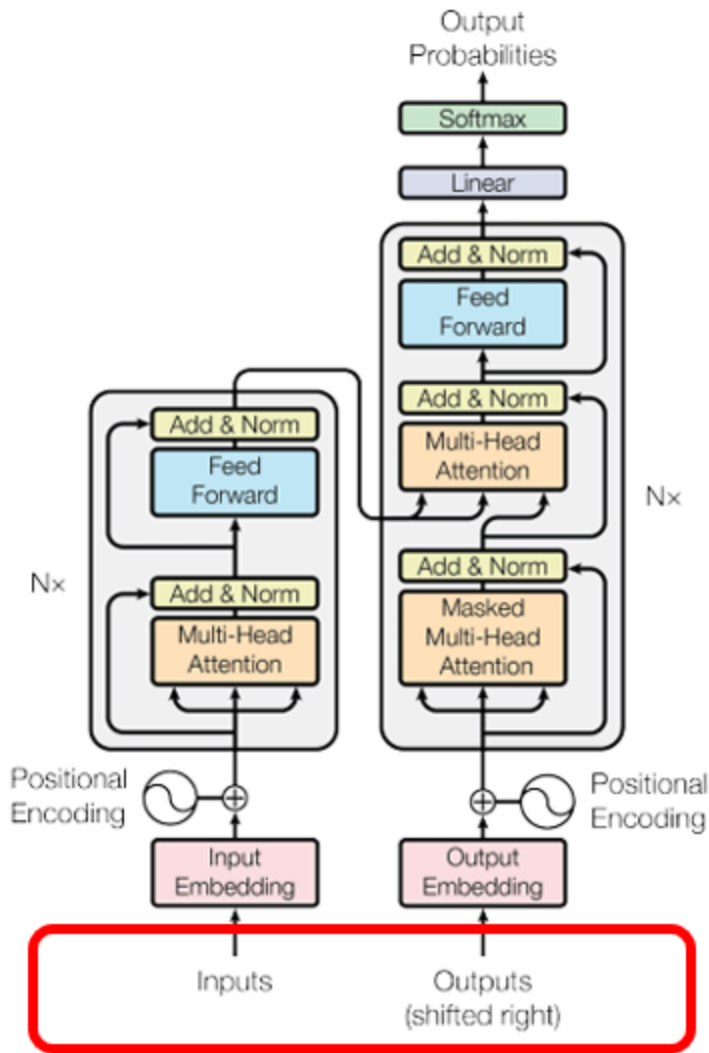 Output
Probabilities
Softmax
Linear
Add & Norm
Feed
Forward
Add & Norm
Multi-Head
Attention
Nx
Add & Norm
Masked
Multi-Head
Attention
Add & Norm
Feed
Forward
Nx
Add & Norm
Multi-Head
Attention
Positional
Encoding
Positional
Encoding
Input
Embedding
Output
Embedding
Inputs
Outputs
(shifted right)